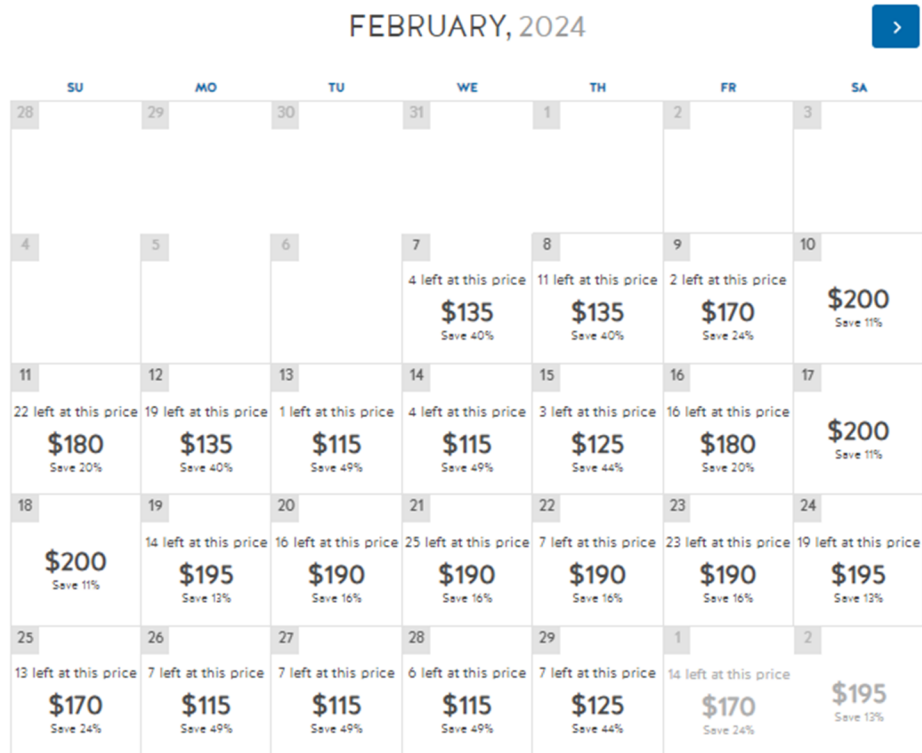 FEBRUARY, 2024
>
SU MO TU WE TH FR SA
28 29 30 31 1 2 3
4 5 6 7 8 9 10
4 left at this price 11 left at this price 2 left at this price
$135 $135 $170 $200
Save 40% Save 40% Save 24% Save 11%
11 12 13 14 15 16 17
22 left at this price 19 left at this price 1 left at this price 4 left at this price 3 left at this price 16 left at this price
$180 $135 $115 $115 $125 $180 $200
Save 20% Save 40% Save 49% Save 49% Save 44% Save 20% Save 11%
18 19 20 21 22 23 24
14 left at this price 16 left at this price 25 left at this price 7 left at this price 23 left at this price 19 left at this price
$200 $195 $190 $190 $190 $190 $195
Save 11% Save 13% Save 16% Save 16% Save 16% Save 16% Save 13%
25 26 27 28 29 1 2
13 left at this price 7 left at this price 7 left at this price 6 left at this price 7 left at this price 14 left at this price
$170 $115 $115 $115 $125 $170 $195
Save 24% Save 49% Save 49% Save 49% Save 44% Save 24% Save 13%